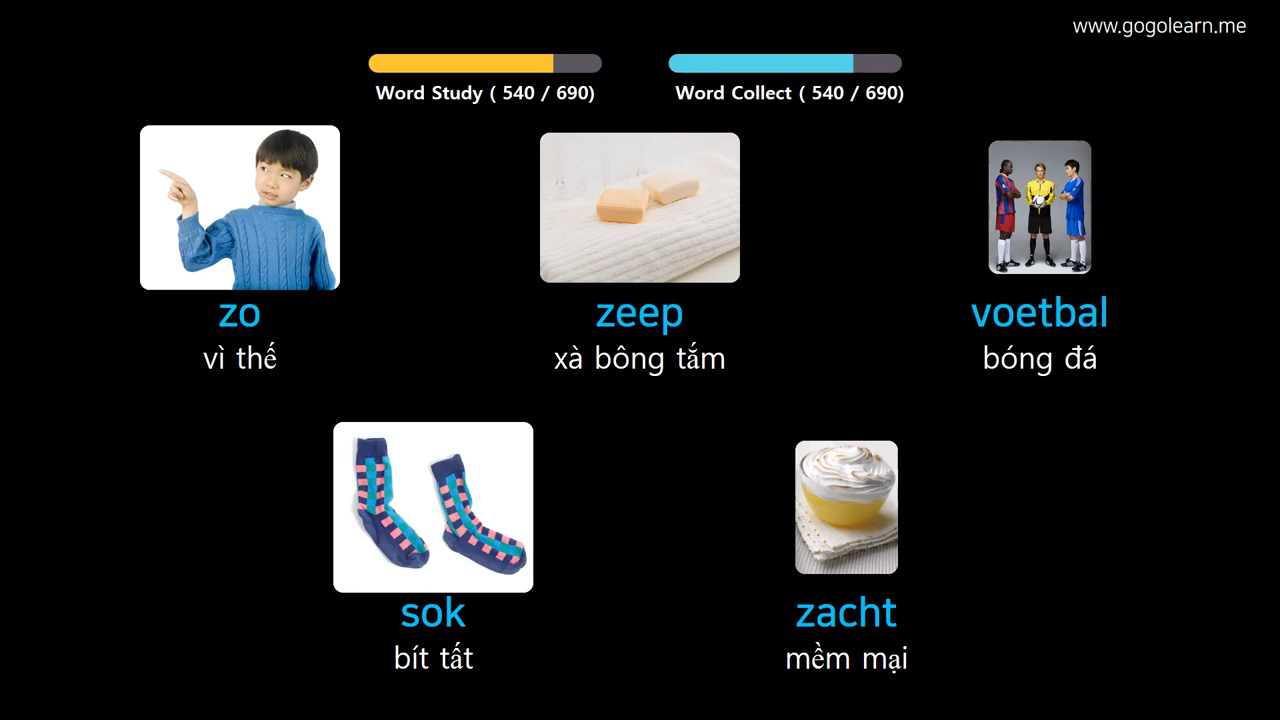 www.gogolearn.me
Word Study ( 540 / 690)
Word Collect ( 540 / 690)
zo
vì thế
zeep
xà bông tắm
voetbal
bóng đá
sok
bít tất
zacht
mềm mại